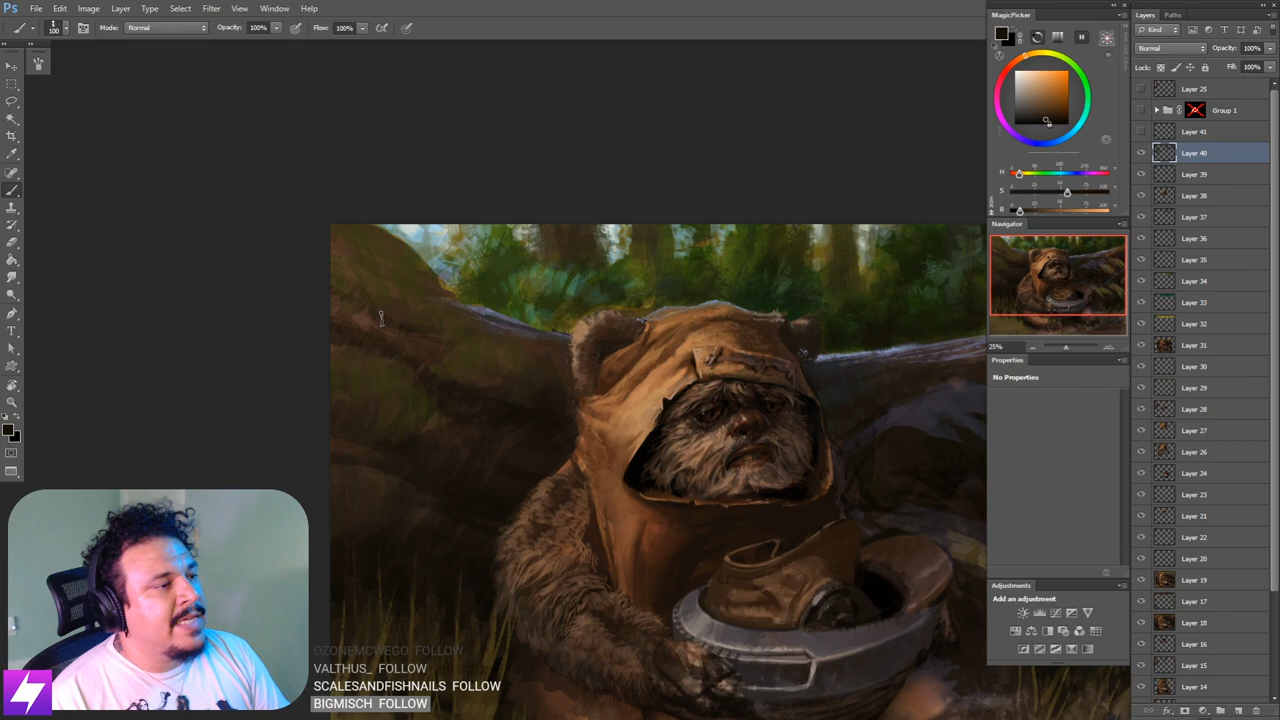 Ps File Edit Image Layer Type Select Filter View Window Help
100 Mode: Normal Opacity: 100% Flow: 100%
MagicPicker
H
H
S
B
Navigator
25%
Properties
No Properties
Adjustments
Add an adjustment
Layers Paths
Kind
Normal Opacity: 100%
Lock: Fill: 100%
Layer 25
Group 1
Layer 41
Layer 40
Layer 39
Layer 38
Layer 37
Layer 36
Layer 35
Layer 34
Layer 33
Layer 32
Layer 31
Layer 30
Layer 29
Layer 28
Layer 27
Layer 26
Layer 24
Layer 23
Layer 21
Layer 22
Layer 20
Layer 19
Layer 17
Layer 18
Layer 16
Layer 15
Layer 14
OZONEMCWEGO FOLLOW
VALTHUS_ FOLLOW
SCALESANDFISHNAILS FOLLOW
BIGMISCH FOLLOW